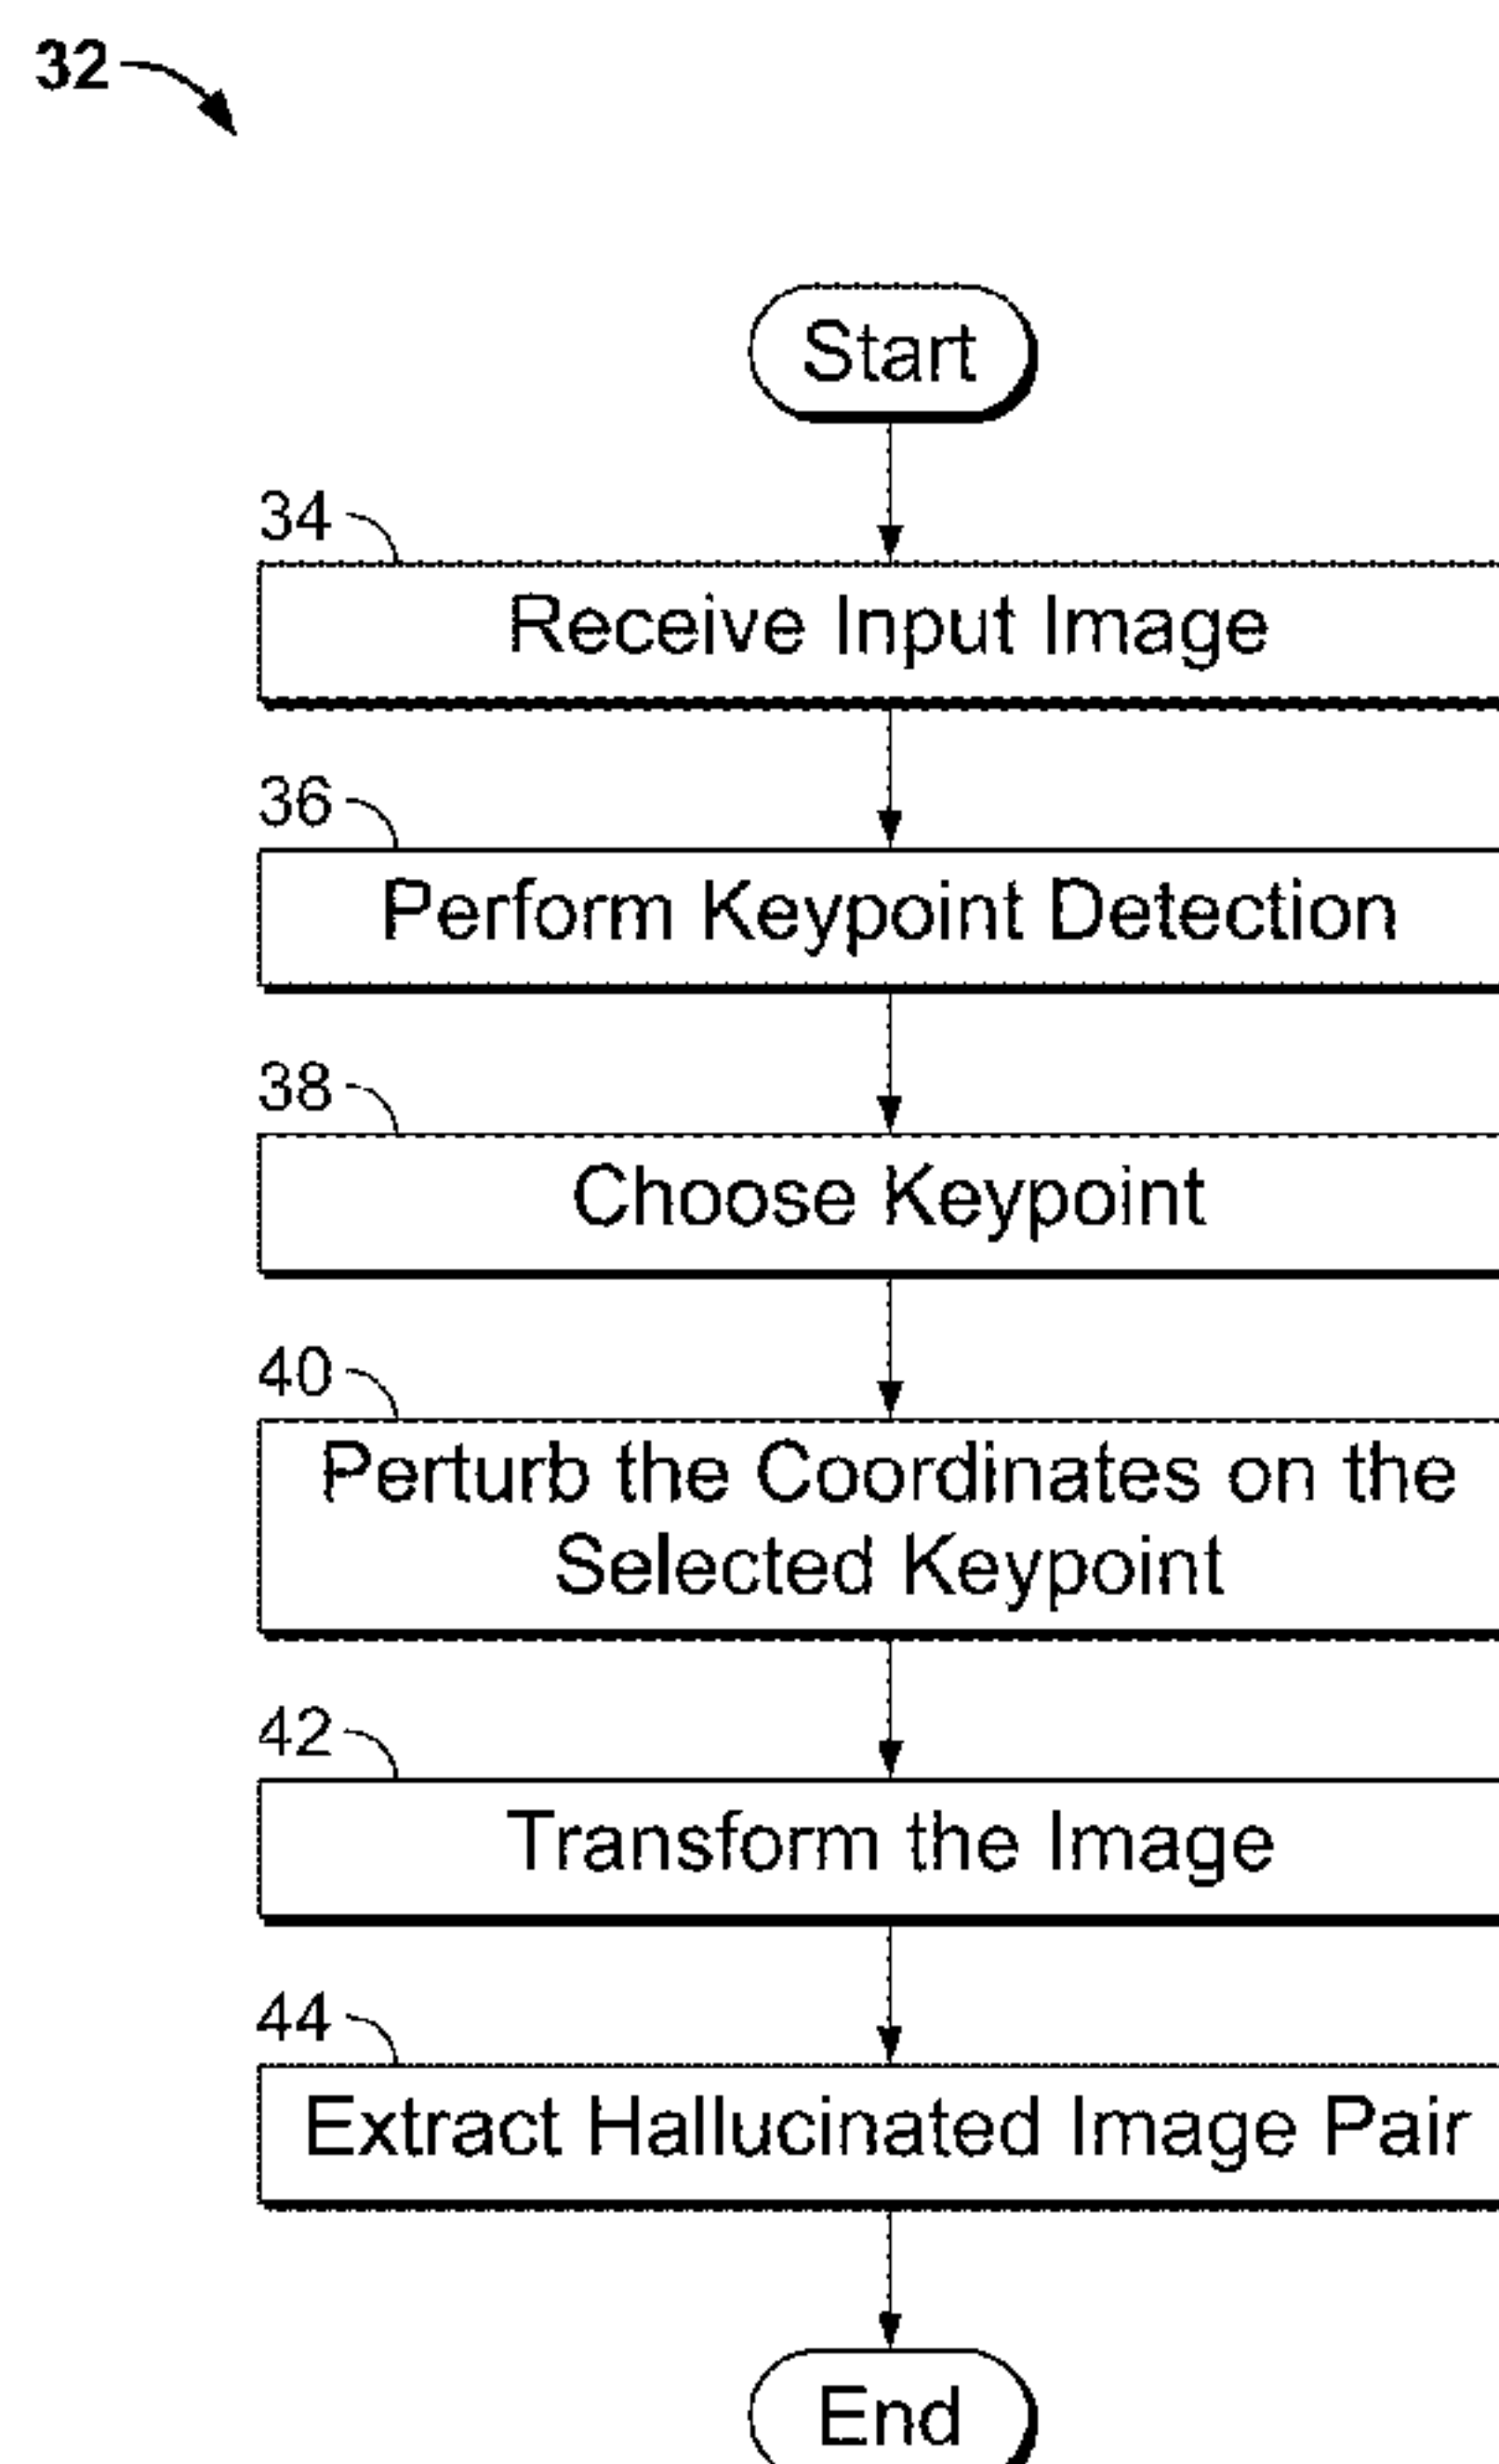 32
Start
34
Receive Input Image
36
Perform Keypoint Detection
38
Choose Keypoint
40
Perturb the Coordinates on the
Selected Keypoint
42
Transform the Image
44
Extract Hallucinated Image Pair
End